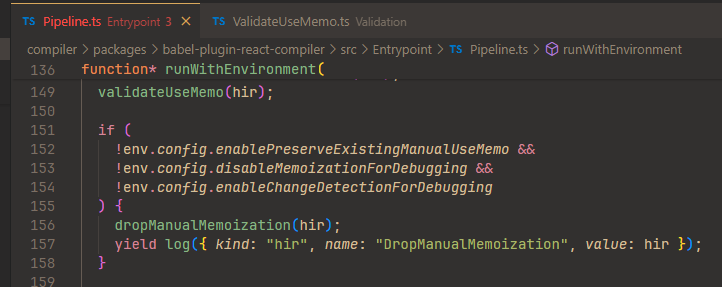 TS Pipeline.ts Entrypoint 3 × TS ValidateUseMemo.ts Validation
compiler > packages > babel-plugin-react-compiler > src > Entrypoint > TS Pipeline.ts > runWithEnvironment
136 function* runWithEnvironment(
149 validateUseMemo(hir);
150
151 if (
152 !env.config.enablePreserveExistingManualUseMemo &&
153 !env.config.disableMemoizationForDebugging &&
154 !env.config.enableChangeDetectionForDebugging
155 ) {
156 dropManualMemoization(hir);
157 yield log({ kind: "hir", name: "DropManualMemoization", value: hir });
158 }
159